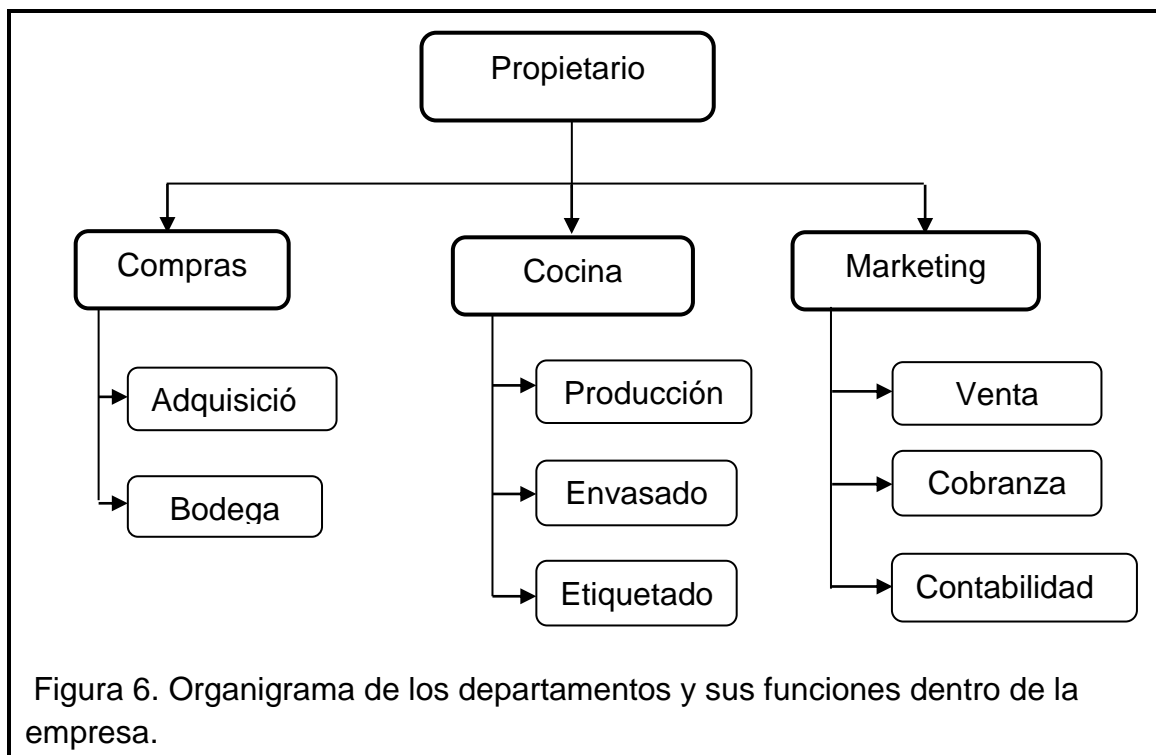 Propietario
Compras
Cocina
Marketing
Adquisició
Producción
Venta
Bodega
Envasado
Cobranza
Etiquetado
Contabilidad
Figura 6. Organigrama de los departamentos y sus funciones dentro de la
empresa.